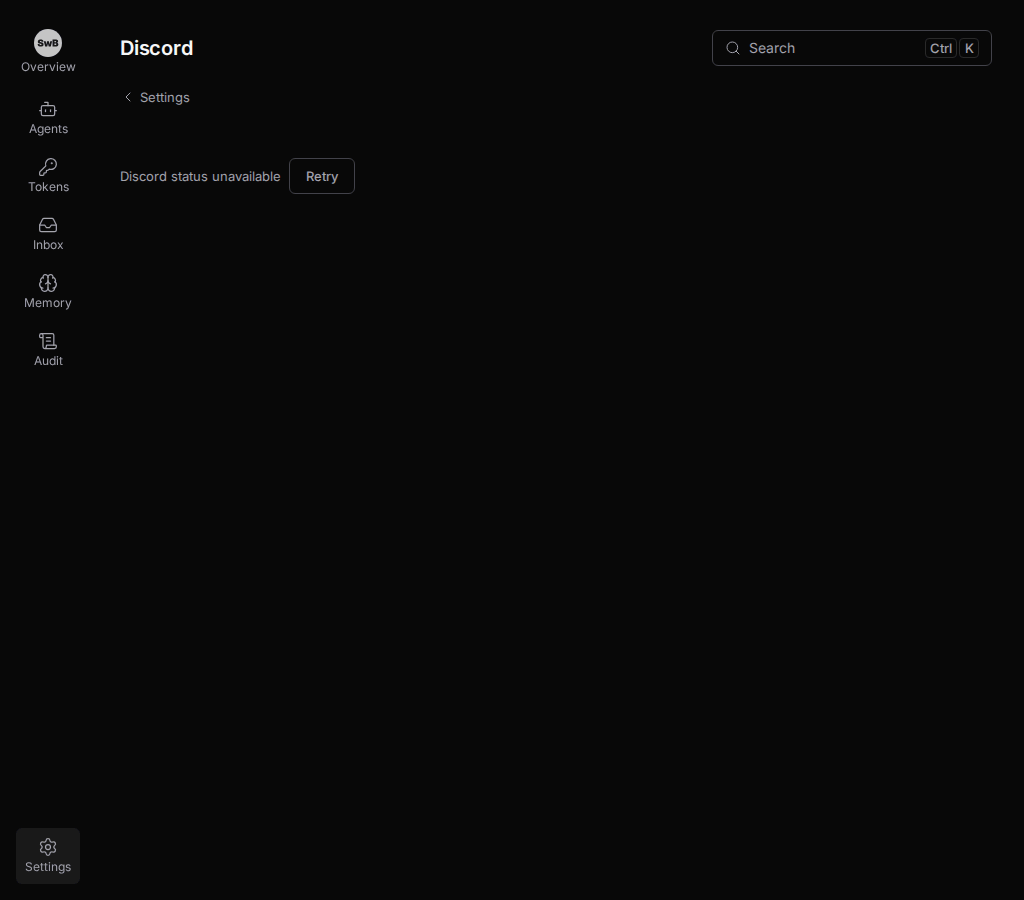 SwB
Overview
Agents
Tokens
Inbox
Memory
Audit
Settings
Discord
Search Ctrl K
Settings
Discord status unavailable Retry